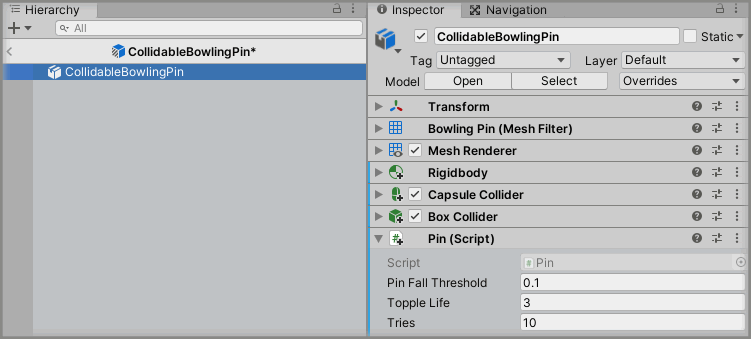 Hierarchy
All
CollidableBowlingPin*
CollidableBowlingPin
Inspector
Navigation
CollidableBowlingPin
Static
Tag Untagged Layer Default
Model Open Select Overrides
Transform
Bowling Pin (Mesh Filter)
Mesh Renderer
Rigidbody
Capsule Collider
Box Collider
Pin (Script)
Script Pin
Pin Fall Threshold 0.1
Topple Life 3
Tries 10